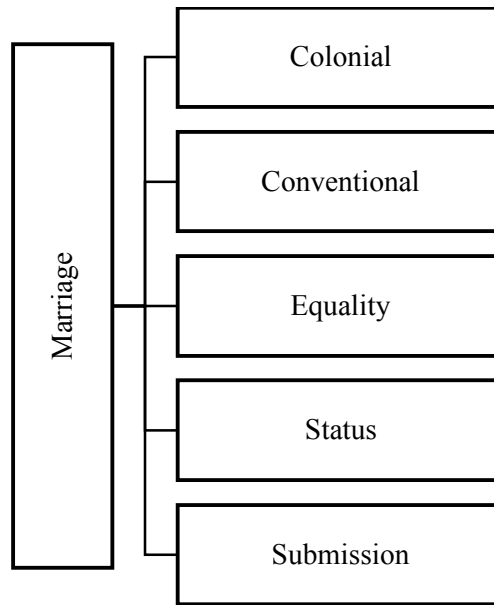 Marriage
Colonial
Conventional
Equality
Status
Submission